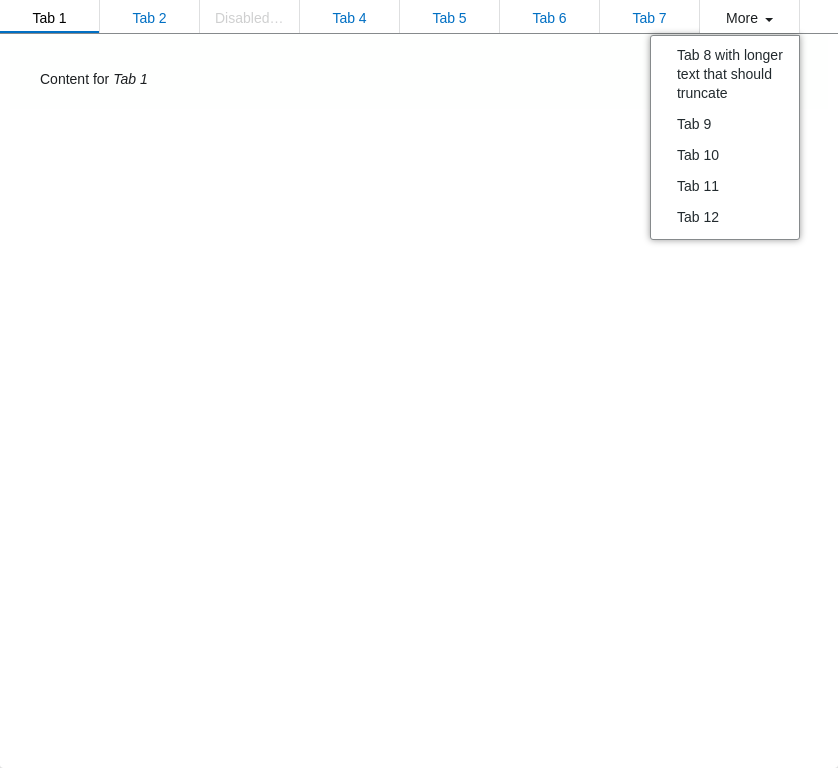 Tab 1 Tab 2 Disabled… Tab 4 Tab 5 Tab 6 Tab 7 More
Content for Tab 1
Tab 8 with longer
text that should
truncate
Tab 9
Tab 10
Tab 11
Tab 12